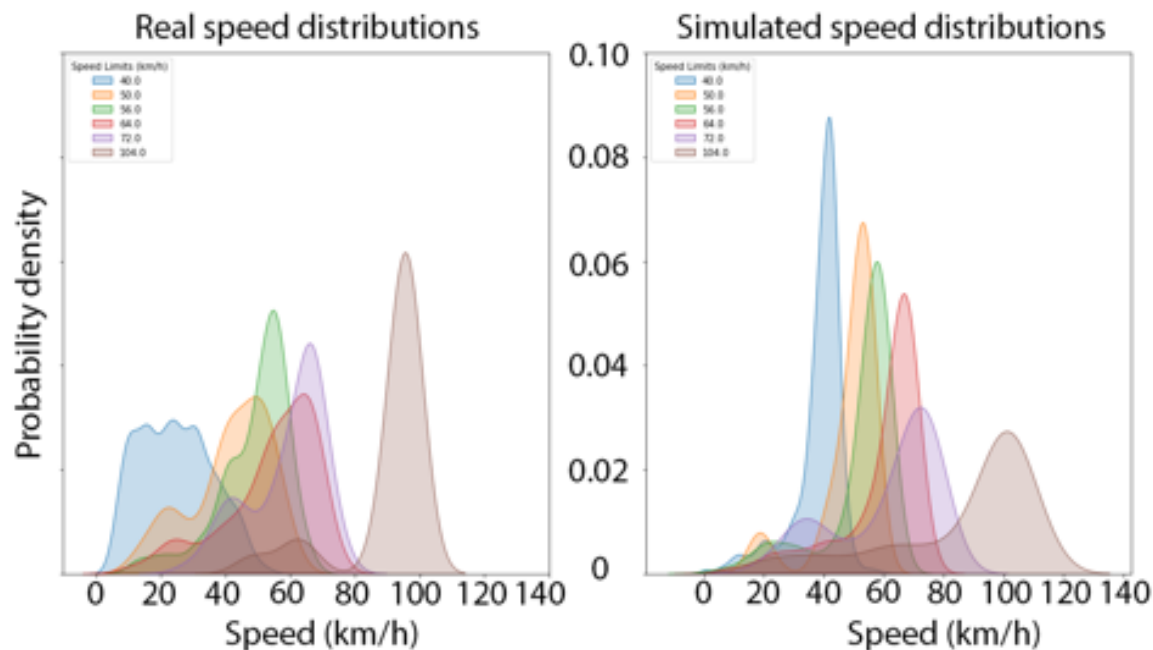 Real speed distributions
Simulated speed distributions
Speed Limits (km/h)
40.0
50.0
56.0
64.0
72.0
104.0
Speed Limits (km/h)
40.0
50.0
56.0
64.0
72.0
104.0
Probability density
0.10
0.08
0.06
0.04
0.02
0
0 20 40 60 80 100 120 140
0 20 40 60 80 100 120 140
Speed (km/h)
Speed (km/h)